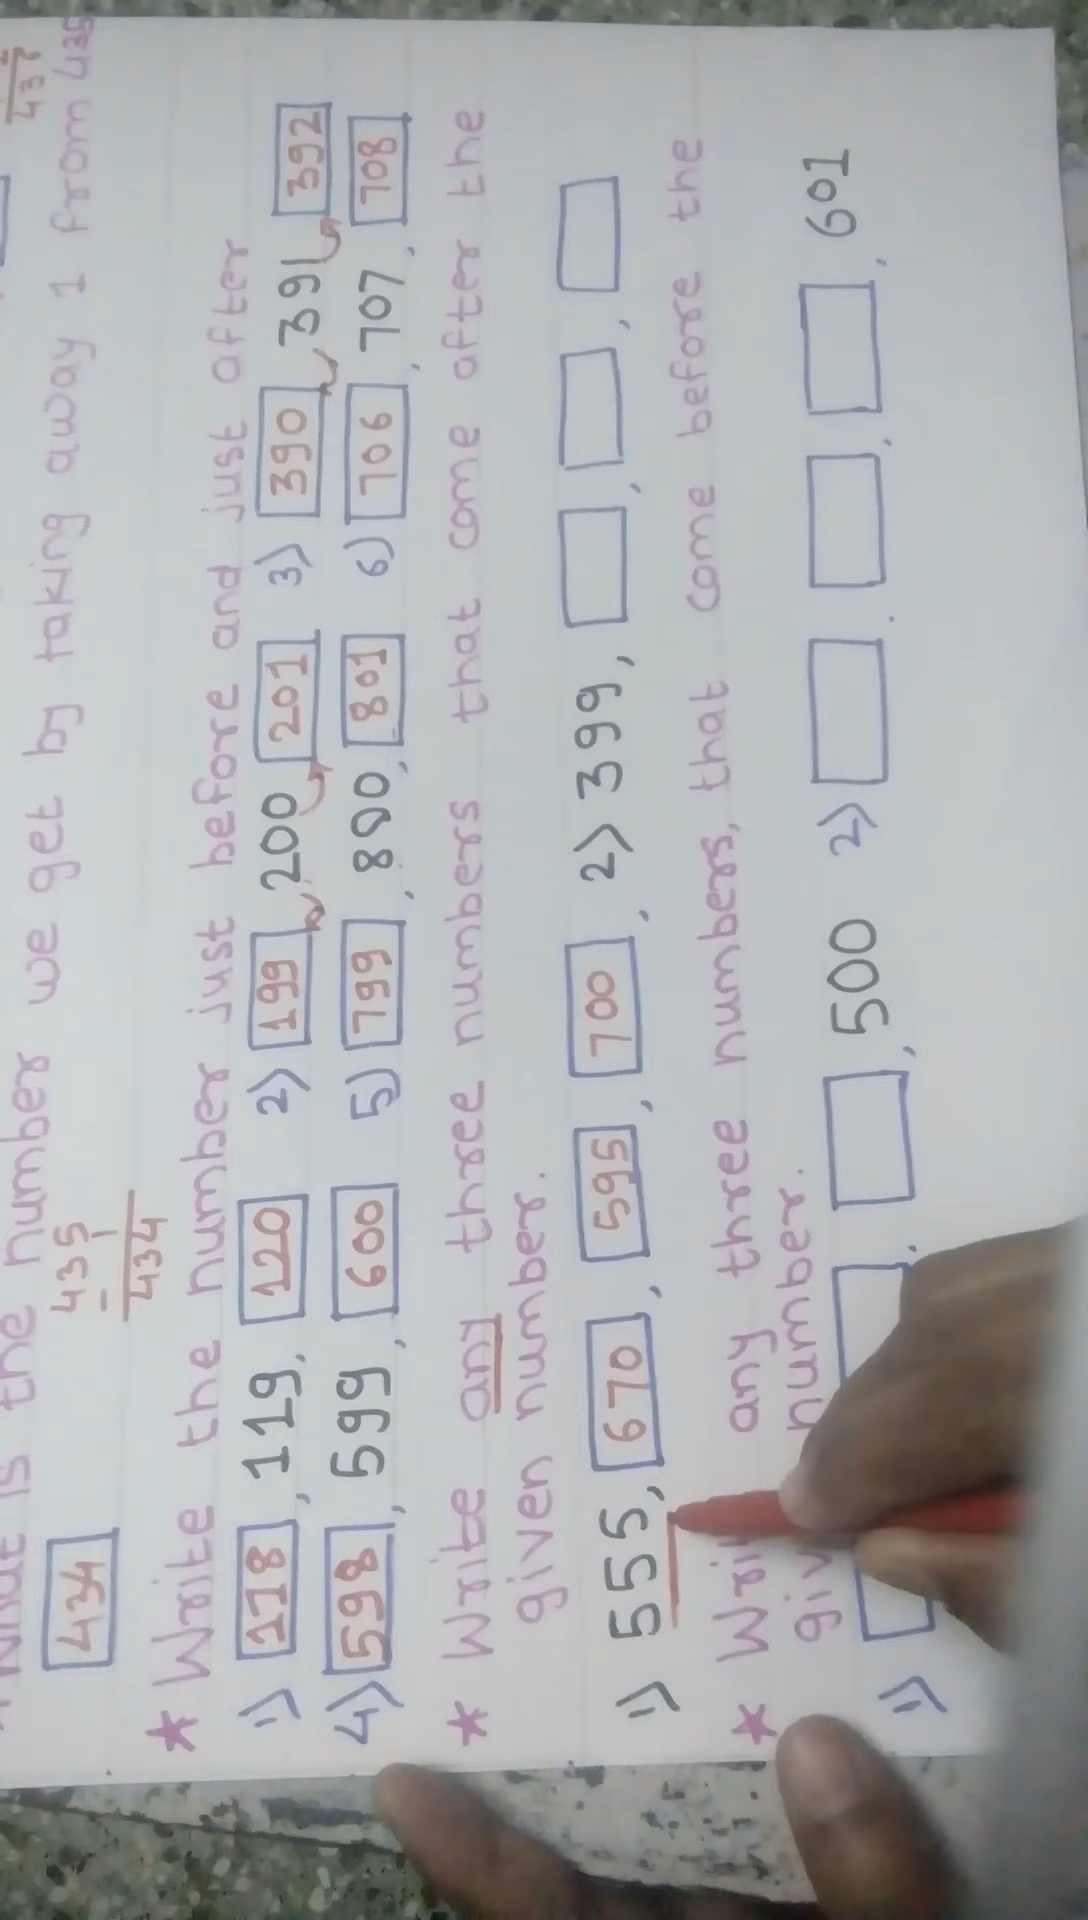 is the number we get by taking away 1 from 435
434
435
- 1
434
437
★ Write the number just before and just after
1) 118, 119, 120 2) 199, 200, 201 3) 390, 391, 392
4) 598, 599, 600 5) 799, 800, 801 6) 706, 707, 708
* Write any three numbers that come after the
given number.
1) 555, 670, 595, 700, 2) 399,
* Wri any three numbers, that come before the
giv number.
1) 500 2) 601